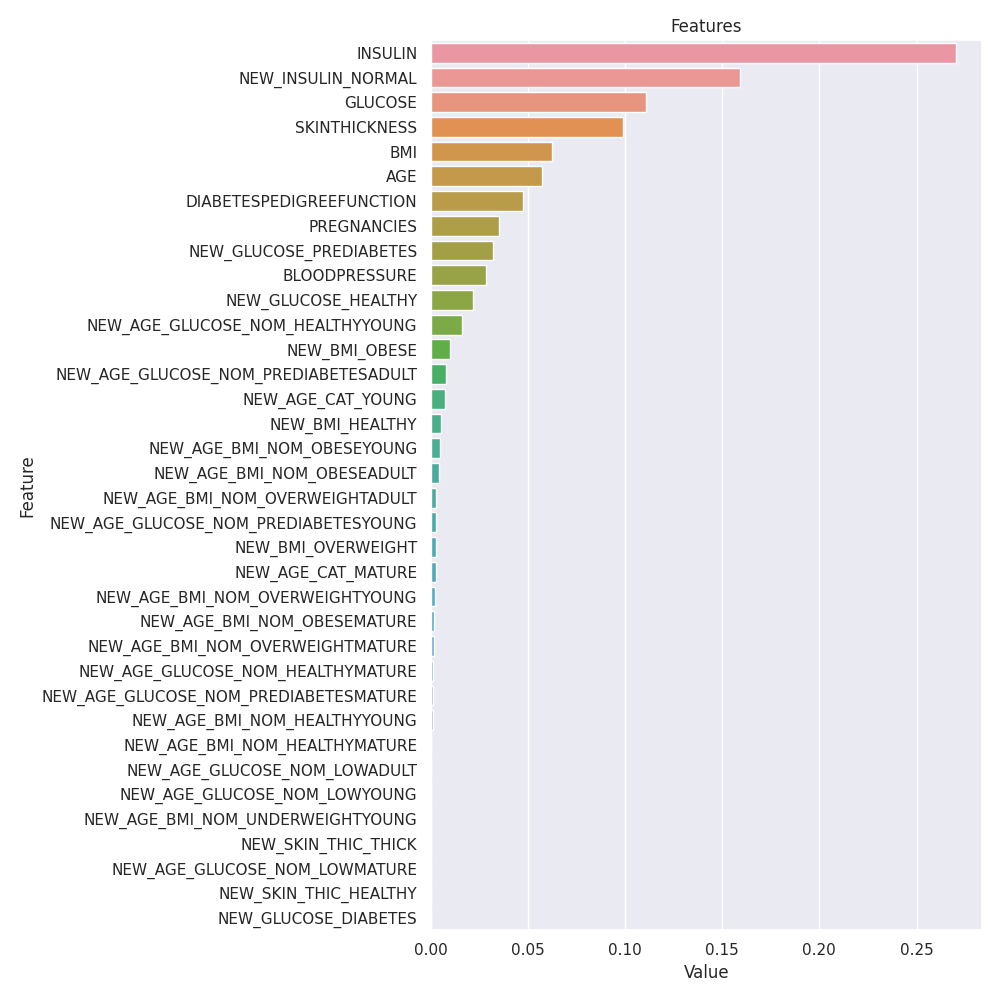 Features
INSULIN
NEW_INSULIN_NORMAL
GLUCOSE
SKINTHICKNESS
BMI
AGE
DIABETESPEDIGREEFUNCTION
PREGNANCIES
NEW_GLUCOSE_PREDIABETES
BLOODPRESSURE
NEW_GLUCOSE_HEALTHY
NEW_AGE_GLUCOSE_NOM_HEALTHYYOUNG
NEW_BMI_OBESE
NEW_AGE_GLUCOSE_NOM_PREDIABETESADULT
NEW_AGE_CAT_YOUNG
NEW_BMI_HEALTHY
NEW_AGE_BMI_NOM_OBESEYOUNG
NEW_AGE_BMI_NOM_OBESEADULT
NEW_AGE_BMI_NOM_OVERWEIGHTADULT
NEW_AGE_GLUCOSE_NOM_PREDIABETESYOUNG
NEW_BMI_OVERWEIGHT
NEW_AGE_CAT_MATURE
NEW_AGE_BMI_NOM_OVERWEIGHTYOUNG
NEW_AGE_BMI_NOM_OBESEMATURE
NEW_AGE_BMI_NOM_OVERWEIGHTMATURE
NEW_AGE_GLUCOSE_NOM_HEALTHYMATURE
NEW_AGE_GLUCOSE_NOM_PREDIABETESMATURE
NEW_AGE_BMI_NOM_HEALTHYYOUNG
NEW_AGE_BMI_NOM_HEALTHYMATURE
NEW_AGE_GLUCOSE_NOM_LOWADULT
NEW_AGE_GLUCOSE_NOM_LOWYOUNG
NEW_AGE_BMI_NOM_UNDERWEIGHTYOUNG
NEW_SKIN_THIC_THICK
NEW_AGE_GLUCOSE_NOM_LOWMATURE
NEW_SKIN_THIC_HEALTHY
NEW_GLUCOSE_DIABETES
Feature
0.00 0.05 0.10 0.15 0.20 0.25
Value